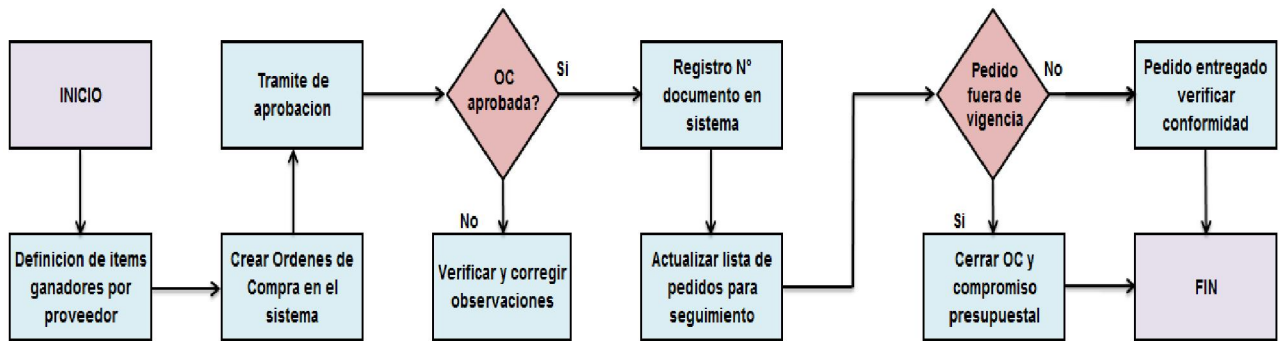 INICIO
Definicion de items
ganadores por
proveedor
Crear Ordenes de
Compra en el
sistema
Tramite de
aprobacion
OC
aprobada?
Si
No
Verificar y corregir
observaciones
Registro N°
documento en
sistema
Actualizar lista de
pedidos para
seguimiento
Pedido
fuera de
vigencia
No
Si
Pedido entregado
verificar
conformidad
Cerrar OC y
compromiso
presupuestal
FIN